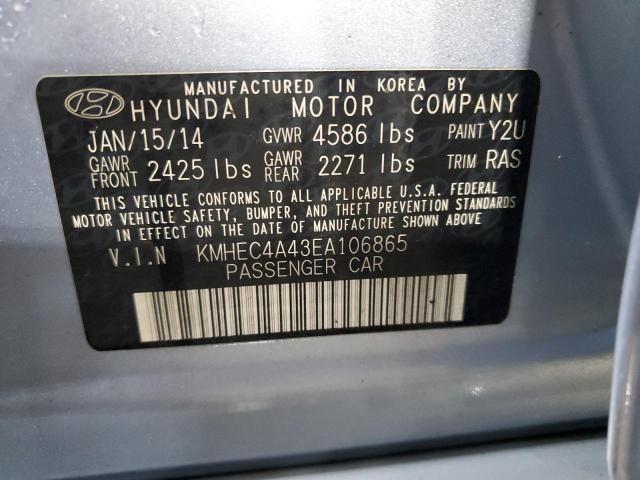 MANUFACTURED IN KOREA BY
HYUNDAI MOTOR COMPANY
JAN/15/14 GVWR 4586 lbs PAINT Y2U
GAWR FRONT 2425 lbs GAWR REAR 2271 lbs TRIM RAS
THIS VEHICLE CONFORMS TO ALL APPLICABLE U.S.A. FEDERAL
MOTOR VEHICLE SAFETY, BUMPER, AND THEFT PREVENTION STANDARDS
IN EFFECT ON THE DATE OF MANUFACTURE SHOWN ABOVE.
V.I.N KMHEC4A43EA106865
PASSENGER CAR